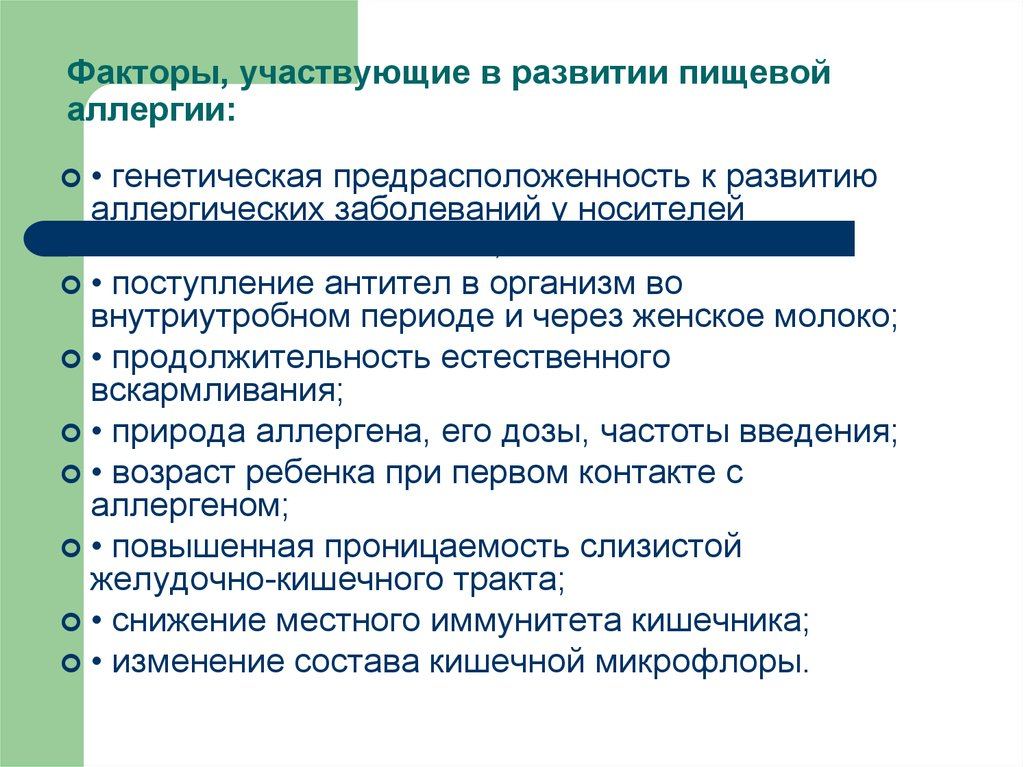 Факторы, участвующие в развитии пищевой
аллергии:
• генетическая предрасположенность к развитию
аллергических заболеваний у носителей
• поступление антител в организм во
внутриутробном периоде и через женское молоко;
• продолжительность естественного
вскармливания;
• природа аллергена, его дозы, частоты введения;
• возраст ребенка при первом контакте с
аллергеном;
• повышенная проницаемость слизистой
желудочно-кишечного тракта;
• снижение местного иммунитета кишечника;
• изменение состава кишечной микрофлоры.